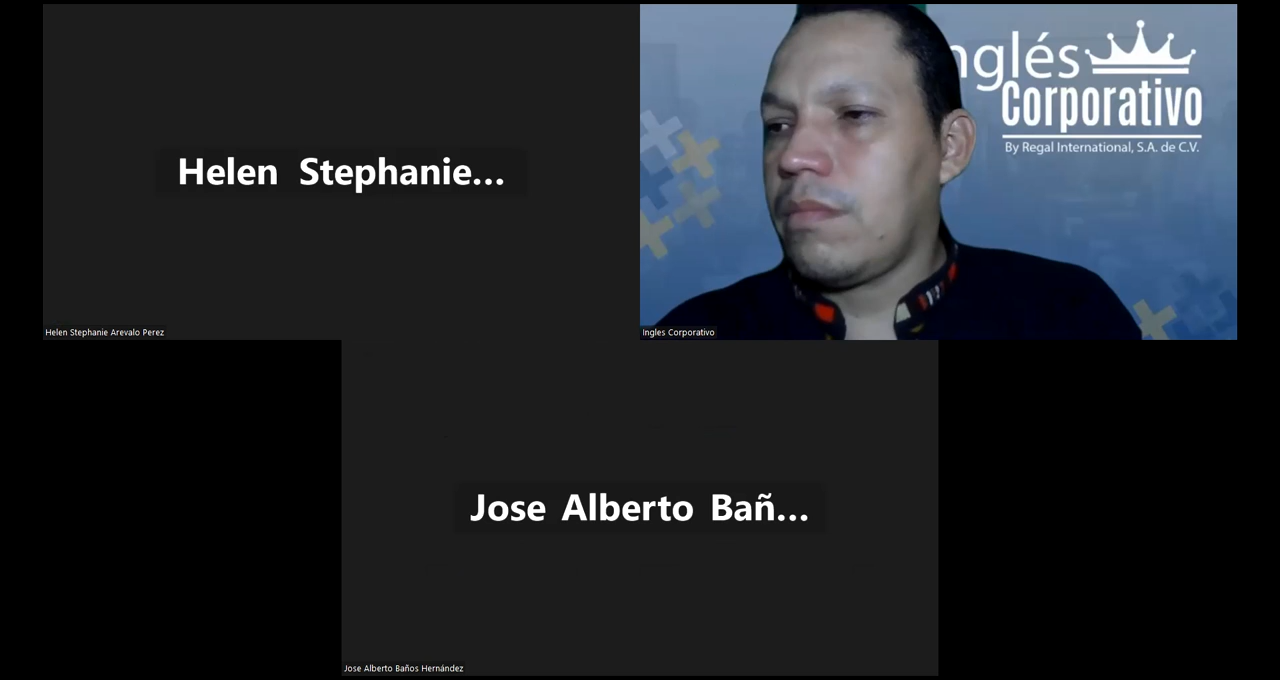 Helen Stephanie...
Helen Stephanie Arevalo Perez
nglés
Corporativo
By Regal International, S.A. de C.V.
Ingles Corporativo
Jose Alberto Bañ...
Jose Alberto Baños Hernández